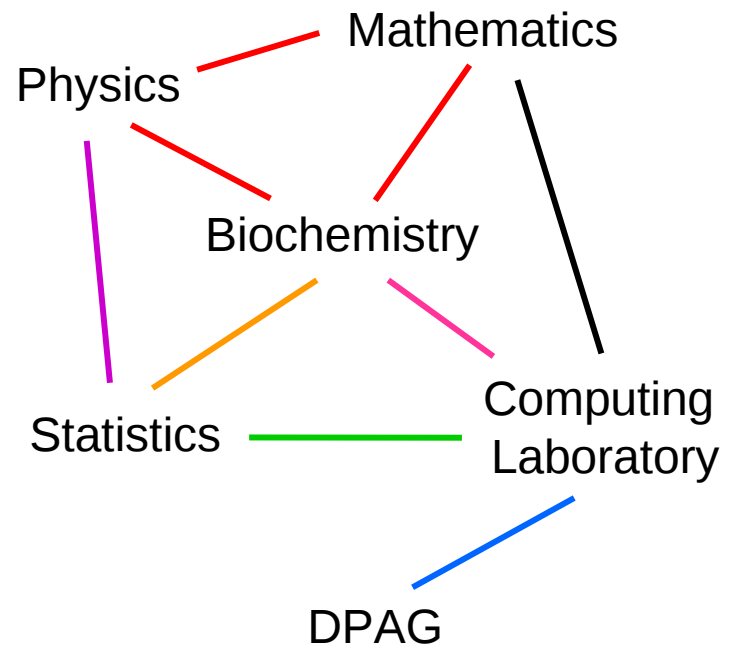 Mathematics
Physics
Biochemistry
Statistics
Computing
Laboratory
DPAG